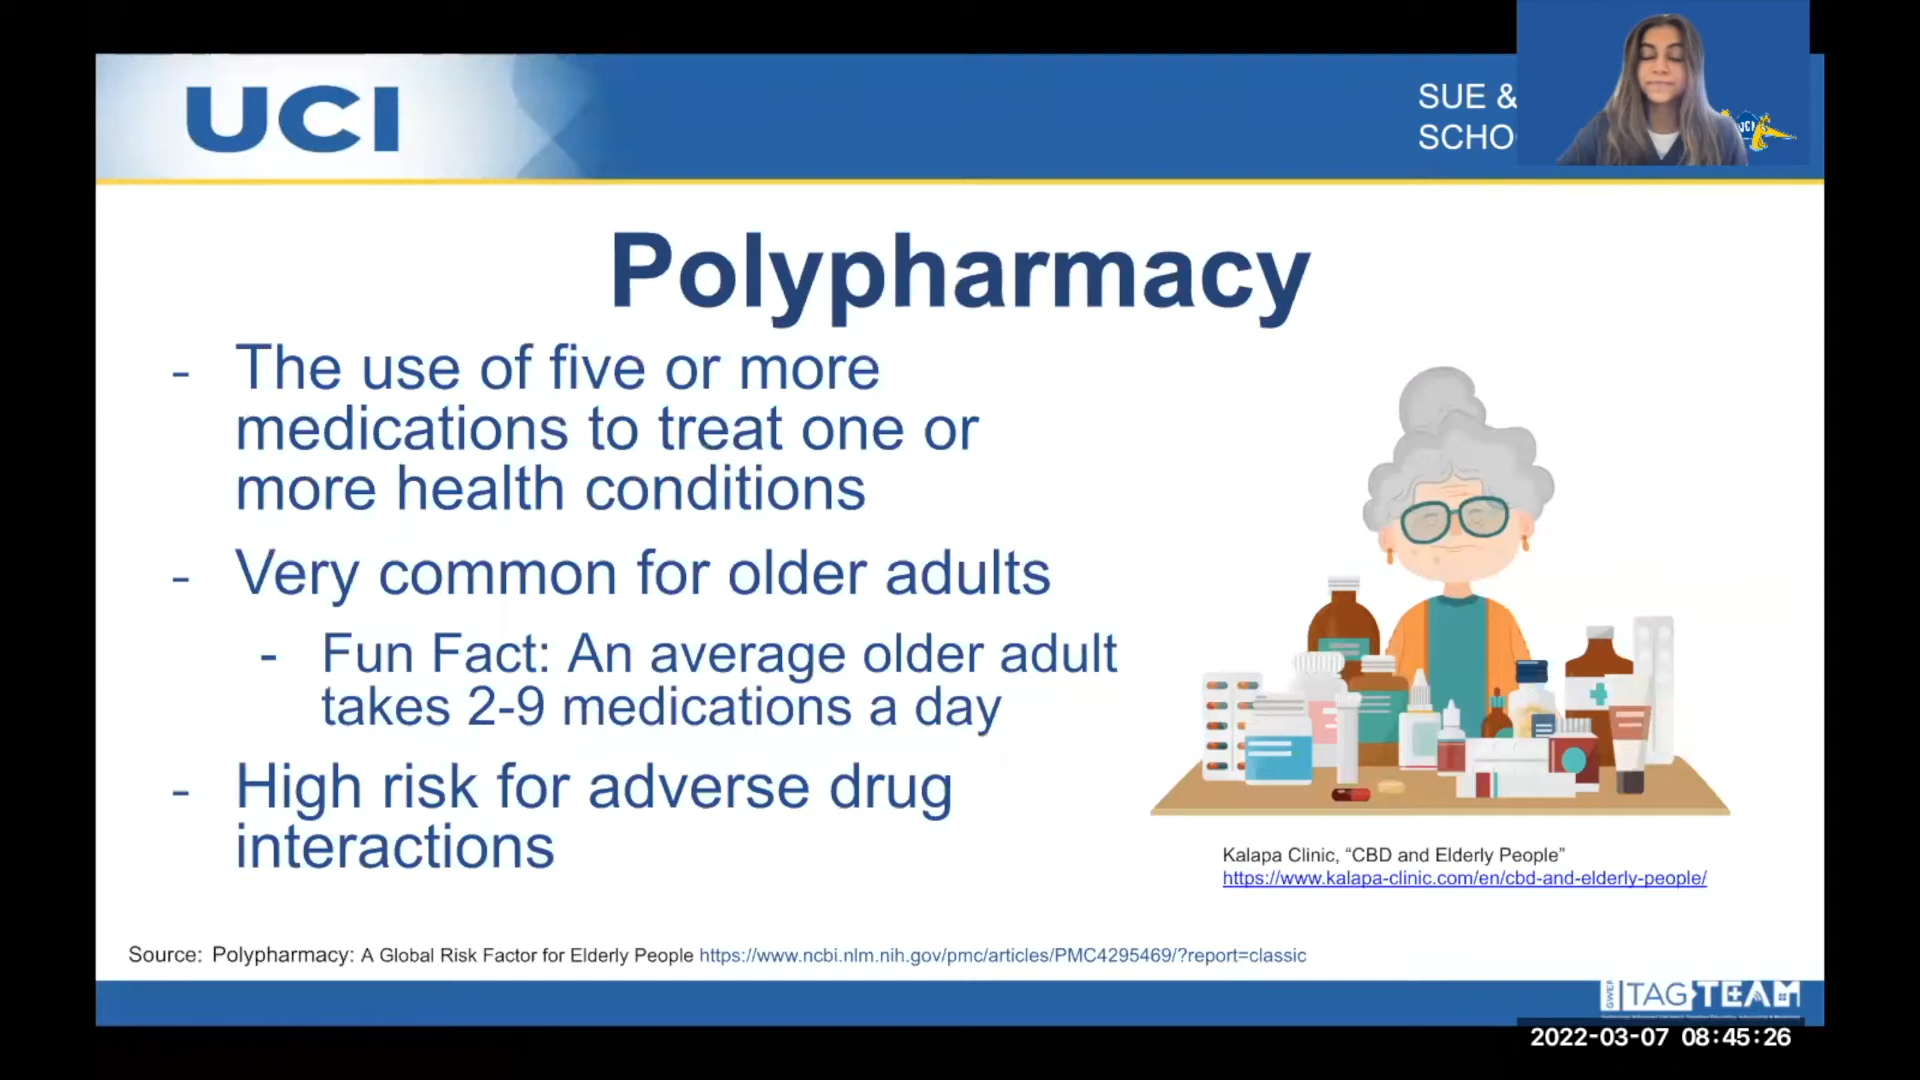 UCI
SUE &
SCHO
Polypharmacy
- The use of five or more
medications to treat one or
more health conditions
- Very common for older adults
- Fun Fact: An average older adult
takes 2-9 medications a day
- High risk for adverse drug
interactions
Kalapa Clinic, “CBD and Elderly People”
https://www.kalapa-clinic.com/en/cbd-and-elderly-people/
Source: Polypharmacy: A Global Risk Factor for Elderly People https://www.ncbi.nlm.nih.gov/pmc/articles/PMC4295469/?report=classic
GWEP TAG TEAM
2022-03-07 08:45:26